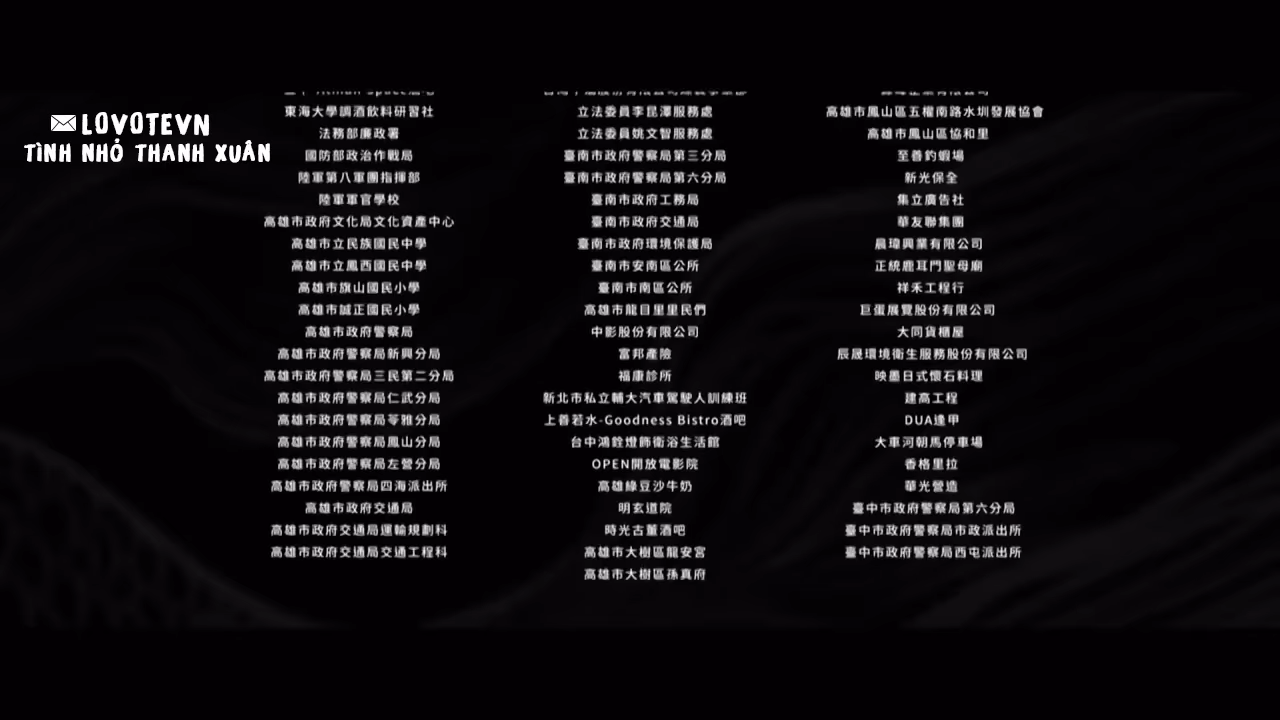 LOVOTEVN
TÌNH NHỎ THANH XUÂN
東海大學調酒飲料研習社
法務部廉政署
國防部政治作戰局
陸軍第八軍團指揮部
陸軍軍官學校
高雄市政府文化局文化資產中心
高雄市立民族國民中學
高雄市立鳳西國民中學
高雄市旗山國民小學
高雄市誠正國民小學
高雄市政府警察局
高雄市政府警察局新興分局
高雄市政府警察局三民第二分局
高雄市政府警察局仁武分局
高雄市政府警察局苓雅分局
高雄市政府警察局鳳山分局
高雄市政府警察局左營分局
高雄市政府警察局四海派出所
高雄市政府交通局
高雄市政府交通局運輸規劃科
高雄市政府交通局交通工程科
立法委員李昆澤服務處
立法委員姚文智服務處
臺南市政府警察局第三分局
臺南市政府警察局第六分局
臺南市政府工務局
臺南市政府交通局
臺南市政府環境保護局
臺南市安南區公所
臺南市南區公所
高雄市龍目里里民們
中影股份有限公司
富邦產險
福康診所
新北市私立輔大汽車駕駛人訓練班
上善若水-Goodness Bistro酒吧
台中鴻銓燈飾衛浴生活館
OPEN開放電影院
高雄綠豆沙牛奶
明玄道院
時光古董酒吧
高雄市大樹區龍安宮
高雄市大樹區孫真府
高雄市鳳山區五權南路水圳發展協會
高雄市鳳山區協和里
至善釣蝦場
新光保全
集立廣告社
華友聯集團
晨瑋興業有限公司
正統鹿耳門聖母廟
祥禾工程行
巨蛋展覽股份有限公司
大同貨櫃屋
辰晟環境衛生服務股份有限公司
映墨日式懷石料理
建高工程
DUA逢甲
大車河朝馬停車場
香格里拉
華光營造
臺中市政府警察局第六分局
臺中市政府警察局市政派出所
臺中市政府警察局西屯派出所